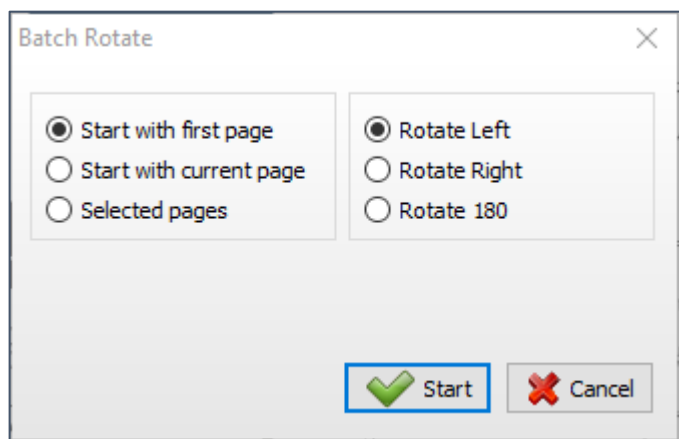 Batch Rotate
Start with first page
Start with current page
Selected pages
Rotate Left
Rotate Right
Rotate 180
Start
Cancel